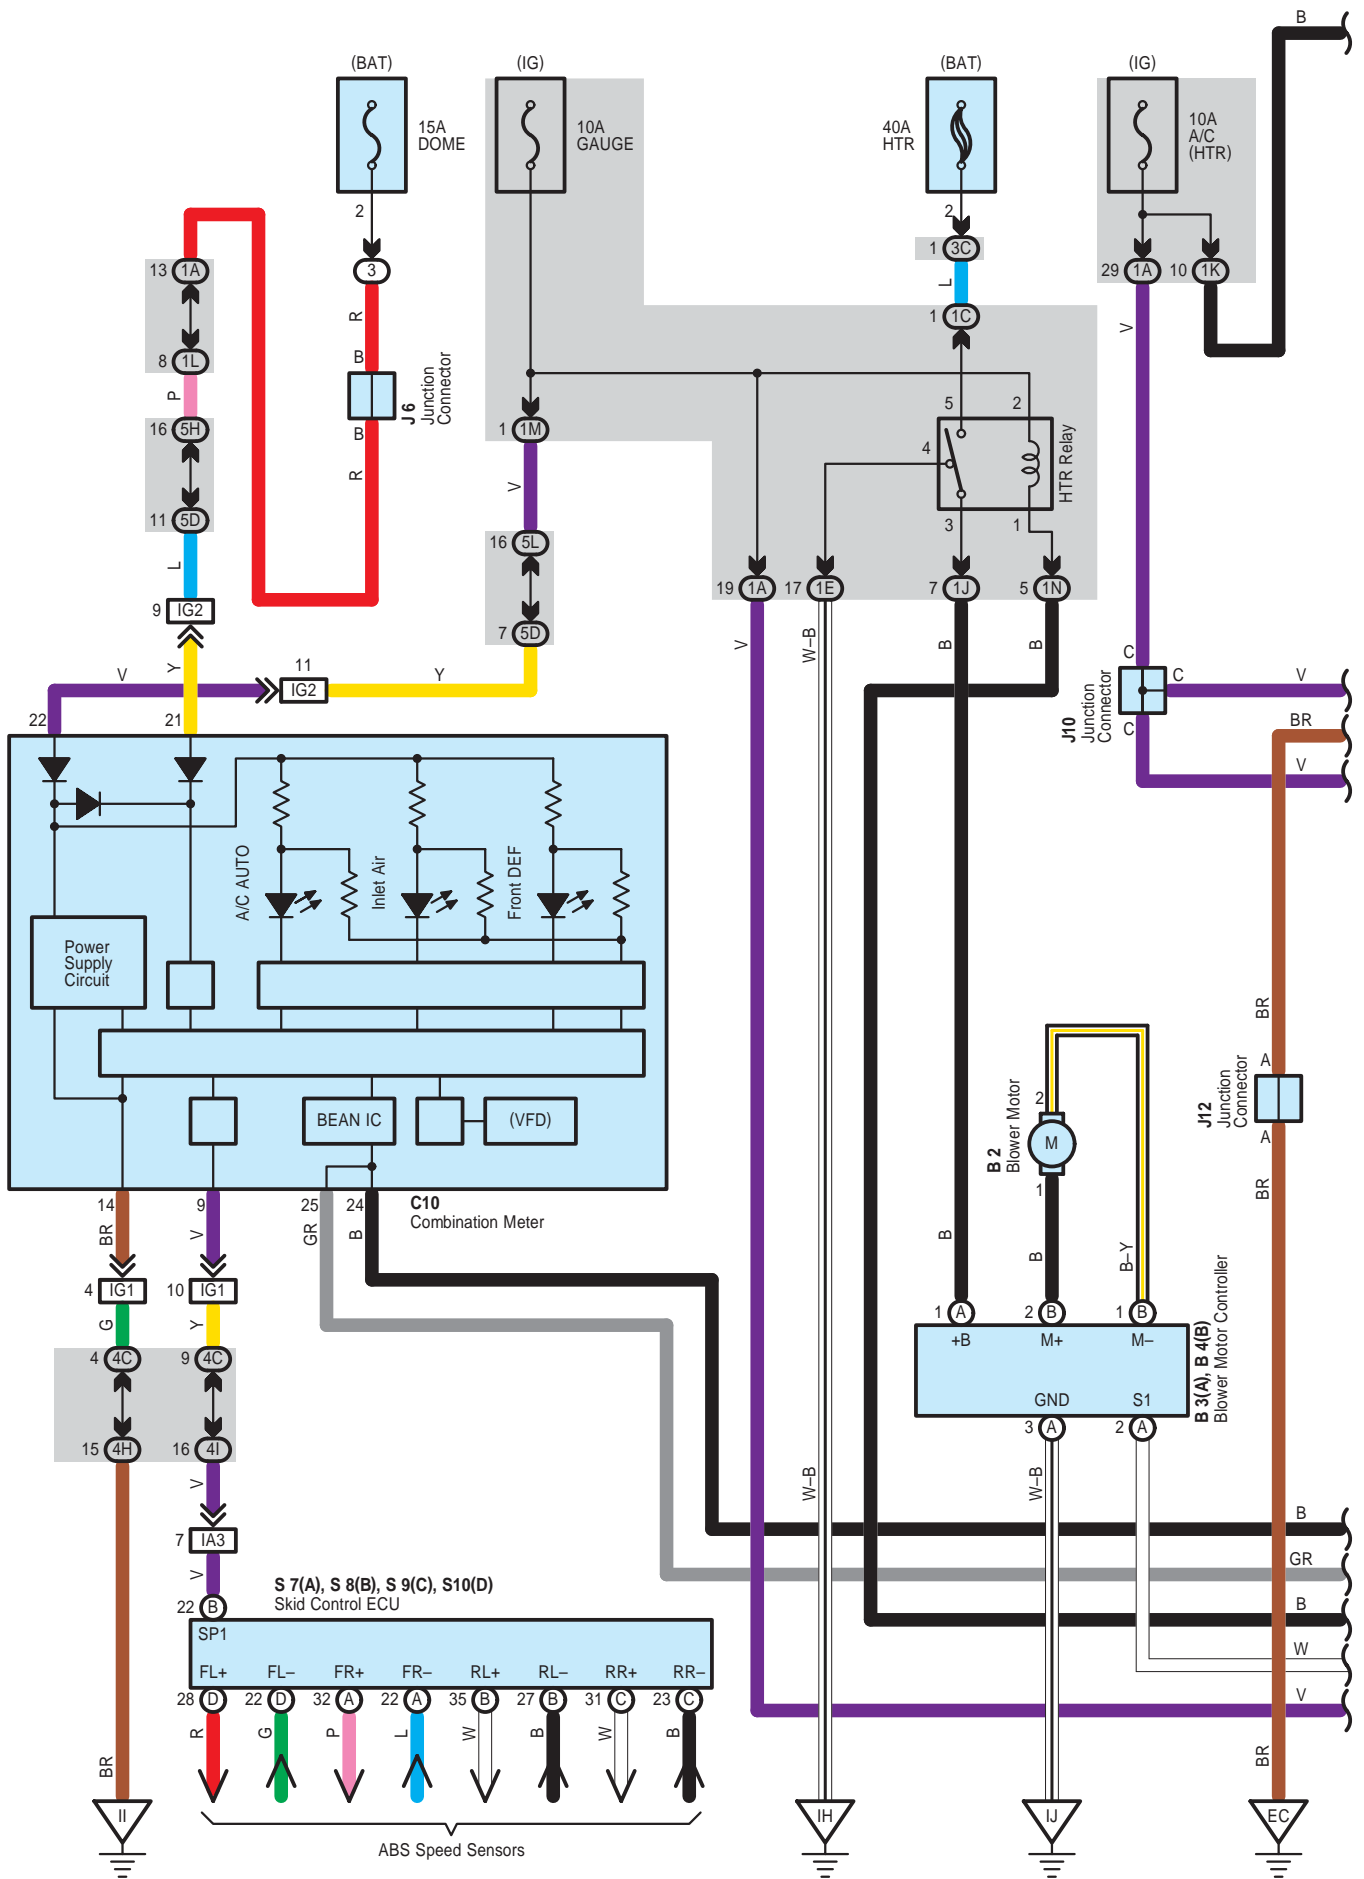 B
(BAT)
(IG)
(BAT)
(IG)
15A
DOME
10A
GAUGE
40A
HTR
10A
A/C
(HTR)
2
2
13 1A
3
1 3C
29 1A
10 1K
R
L
V
1 1C
8 1L
B
J 6
Junction
Connector
P
5
2
16 5H
B
1 1M
4
HTR Relay
R
V
11 5D
3
1
16 5L
L
19 1A
17 1E
7 1J
5 1N
9 IG2
7 5D
V
W–B
B
B
Y
V
11
IG2
Y
C
C
V
J10
Junction
Connector
C
22
21
BR
V
A/C AUTO
Inlet Air
Front DEF
Power
Supply
Circuit
BR
A
J12
Junction
Connector
A
BR
2
B 2
Blower Motor
M
1
BEAN IC
(VFD)
14
9
25
24
C10
Combination Meter
BR
V
GR
B
B
B
B–Y
4 IG1
10 IG1
G
Y
1 A
2 B
1 B
+B
M+
M–
B 3(A), B 4(B)
Blower Motor Controller
4 4C
9 4C
GND
S1
3 A
2 A
15 4H
16 4I
V
W–B
W–B
7 IA3
B
GR
V
S 7(A), S 8(B), S 9(C), S10(D)
Skid Control ECU
22 B
B
SP1
W
FL+
FL–
FR+
FR–
RL+
RL–
RR+
RR–
28 D
22 D
32 A
22 A
35 B
27 B
31 C
23 C
V
R
G
P
L
W
B
W
B
BR
BR
II
IH
IJ
EC
ABS Speed Sensors